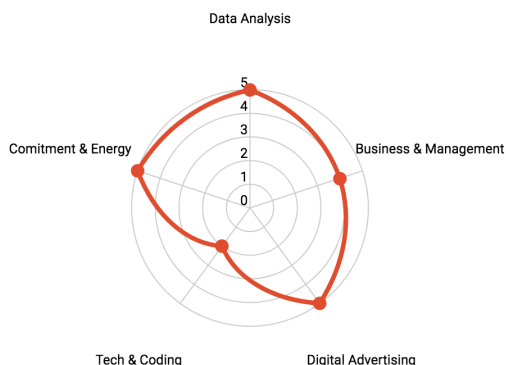 Data Analysis
5
4
3
2
1
0
Comitment & Energy
Business & Management
Tech & Coding
Digital Advertising